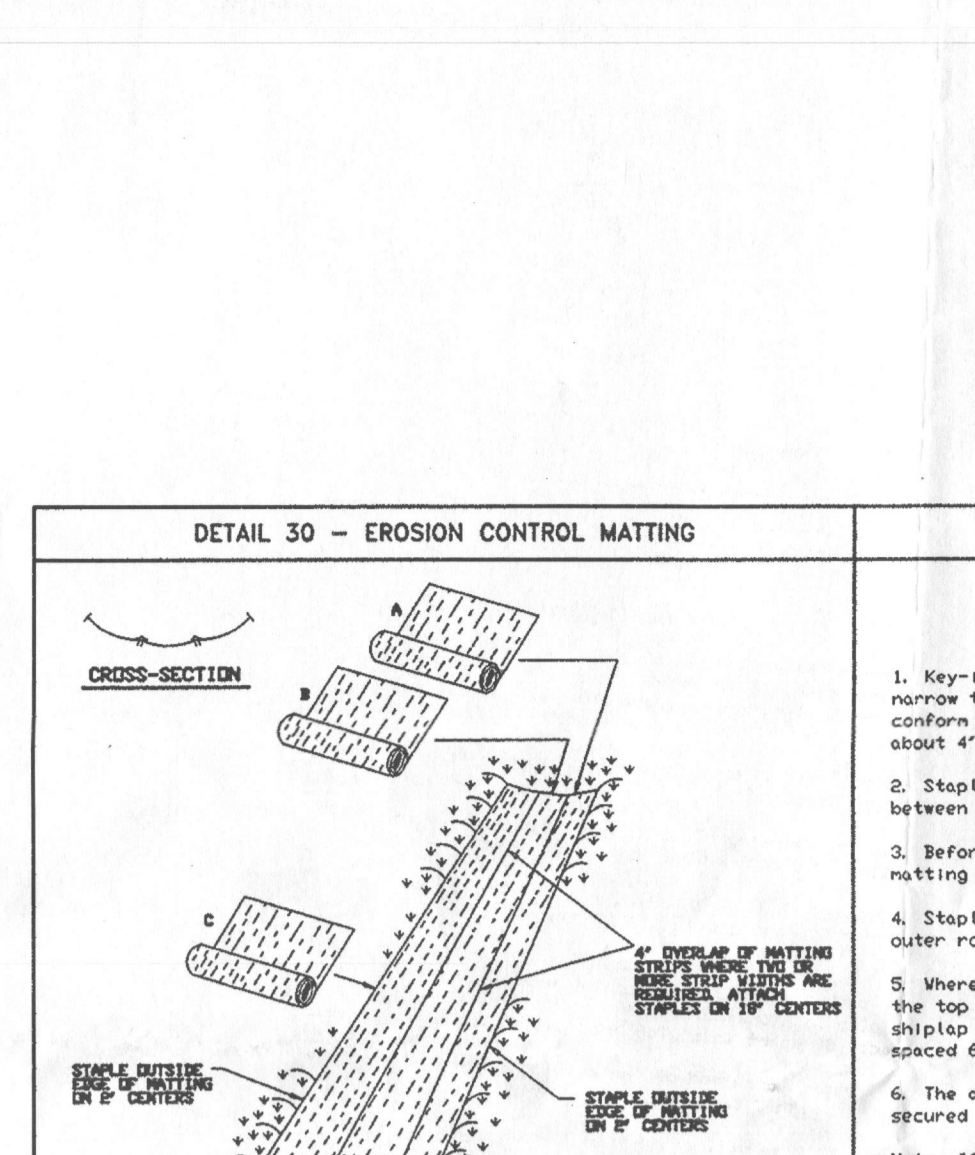 DETAIL 30 – EROSION CONTROL MATTING
CROSS-SECTION
A
B
C
4" OVERLAP OF MATTING
STRIPS WHERE TWO OR
MORE STRIP WIDTHS ARE
REQUIRED. ATTACH
STAPLES ON 18" CENTERS
STAPLE OUTSIDE
EDGE OF MATTING
ON 2' CENTERS
STAPLE OUTSIDE
EDGE OF MATTING
ON 2' CENTERS
1. Key-
narrow
conform
about 4"
2. Stapl
between
3. Befor
matting
4. Stapl
outer ro
5. Where
the top
shiplap
spaced 6
6. The o
secured